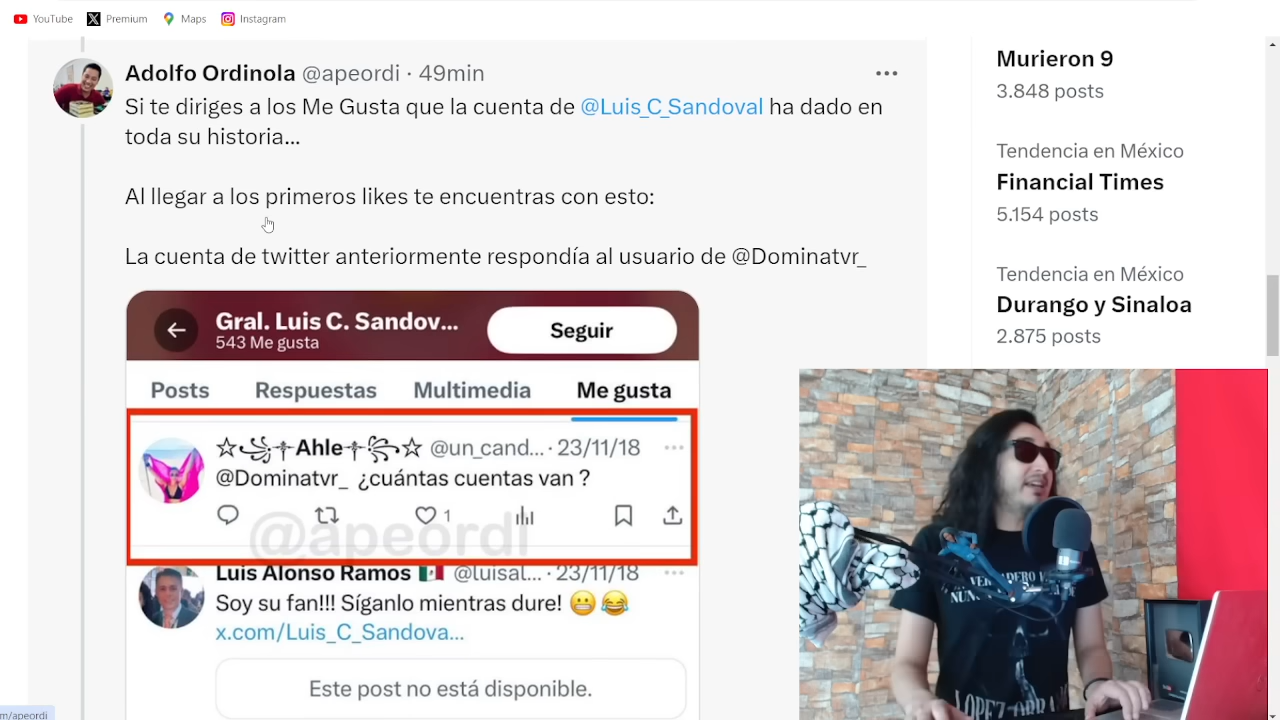 YouTube Premium Maps Instagram
Adolfo Ordinola @apeordi · 49min
Si te diriges a los Me Gusta que la cuenta de @Luis_C_Sandoval ha dado en
toda su historia...
Al llegar a los primeros likes te encuentras con esto:
La cuenta de twitter anteriormente respondía al usuario de @Dominatvr_
Gral. Luis C. Sandov...
543 Me gusta
Seguir
Posts Respuestas Multimedia Me gusta
☆꧁༒Ahle༒꧂☆ @un_cand... · 23/11/18
@Dominatvr_ ¿cuántas cuentas van ?
1
@apeordi
Luis Alonso Ramos 🇲🇽 @luisal... · 23/11/18
Soy su fan!!! Síganlo mientras dure! 😬😂
x.com/Luis_C_Sandova...
Este post no está disponible.
Murieron 9
3.848 posts
Tendencia en México
Financial Times
5.154 posts
Tendencia en México
Durango y Sinaloa
2.875 posts
LOPEZ OBRA
m/apeordi